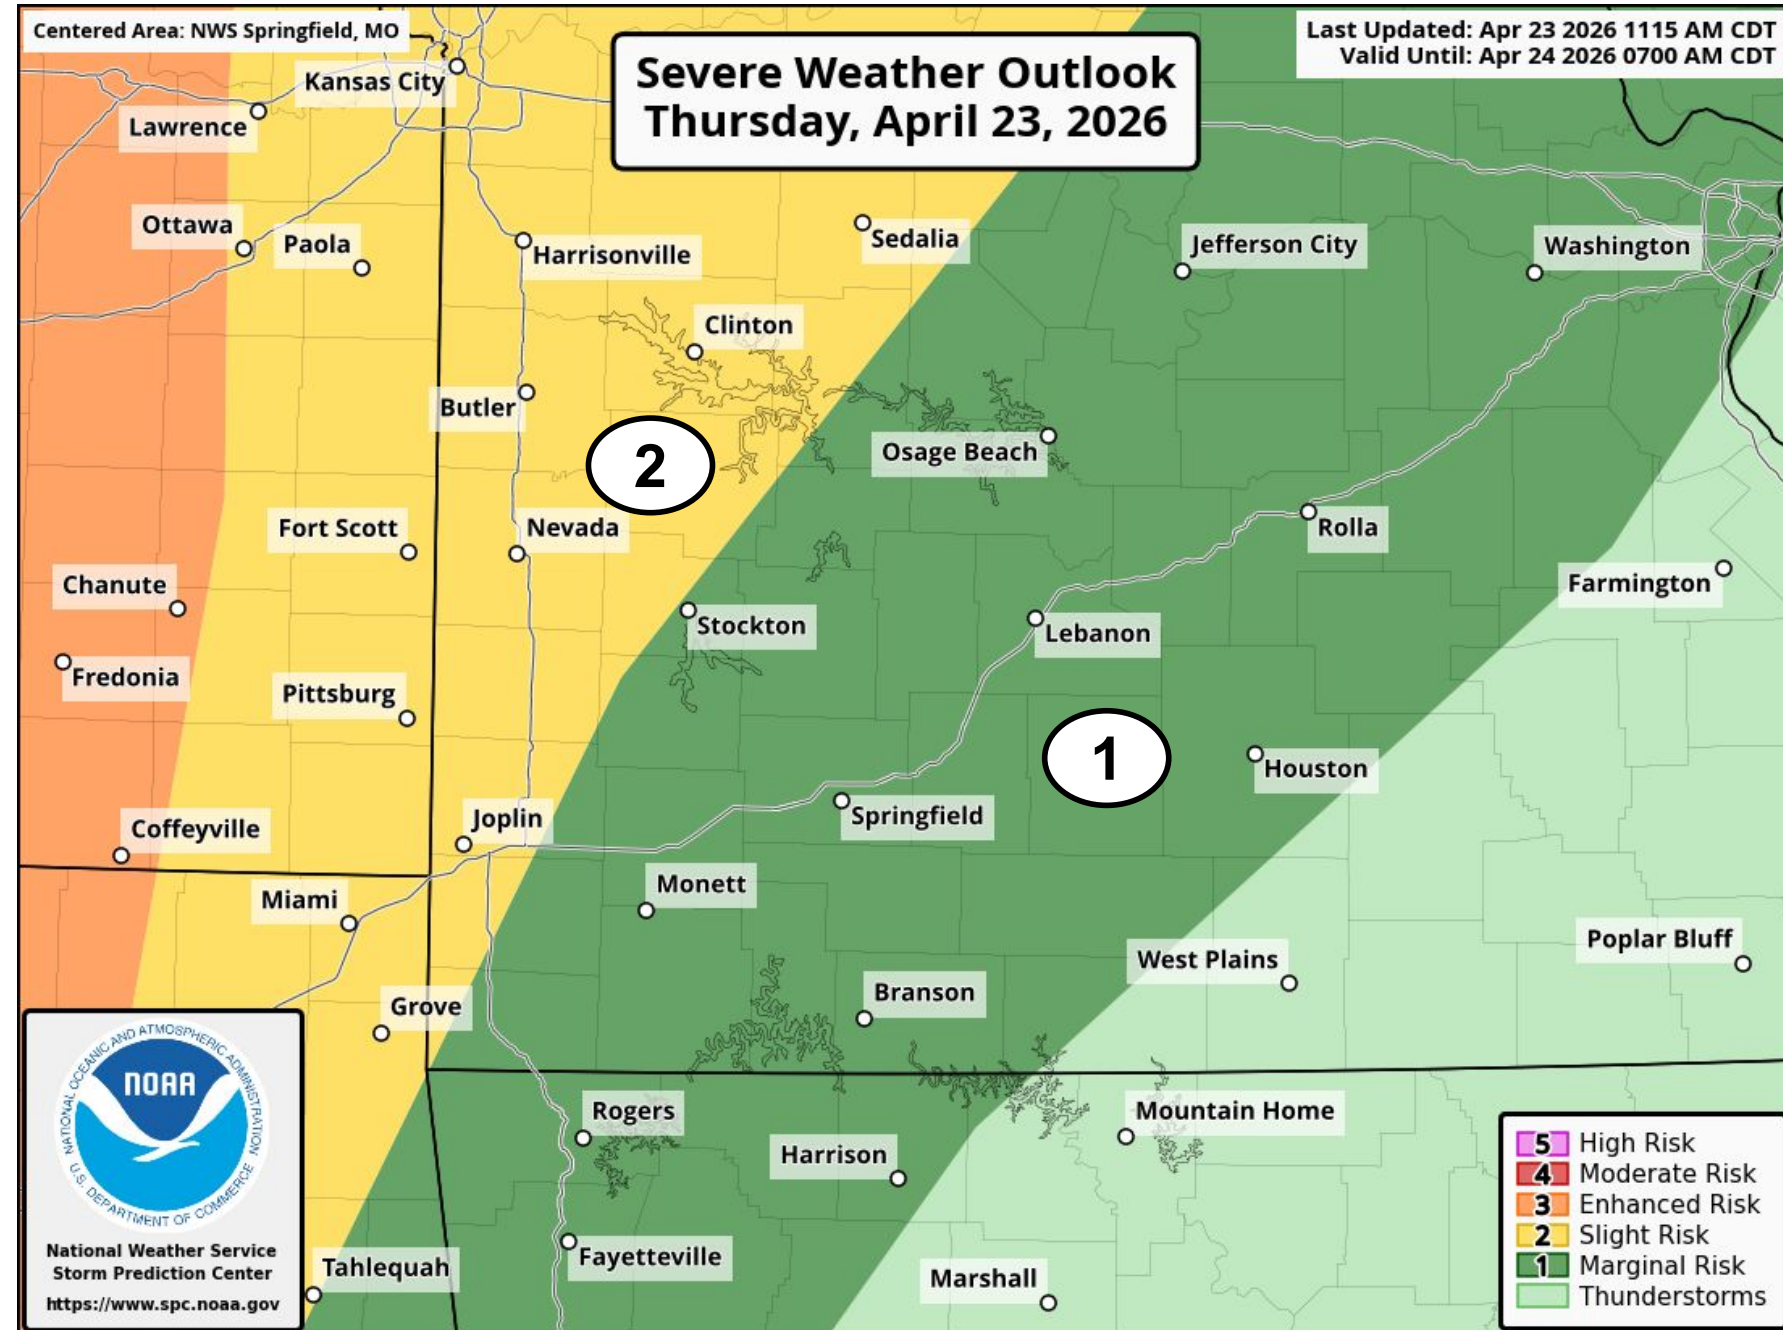 Centered Area: NWS Springfield, MO
Last Updated: Apr 23 2026 1115 AM CDT
Valid Until: Apr 24 2026 0700 AM CDT
Severe Weather Outlook
Thursday, April 23, 2026
Kansas City
Lawrence
Ottawa
Paola
Harrisonville
Sedalia
Jefferson City
Washington
Clinton
Butler
Osage Beach
2
Fort Scott
Nevada
Rolla
Chanute
Farmington
Stockton
Lebanon
Fredonia
Pittsburg
1
Houston
Coffeyville
Joplin
Springfield
Miami
Monett
Poplar Bluff
West Plains
Grove
Branson
Rogers
Mountain Home
Harrison
Fayetteville
Tahlequah
Marshall
NATIONAL OCEANIC AND ATMOSPHERIC ADMINISTRATION
NOAA
U.S. DEPARTMENT OF COMMERCE
National Weather Service
Storm Prediction Center
https://www.spc.noaa.gov
5 High Risk
4 Moderate Risk
3 Enhanced Risk
2 Slight Risk
1 Marginal Risk
Thunderstorms